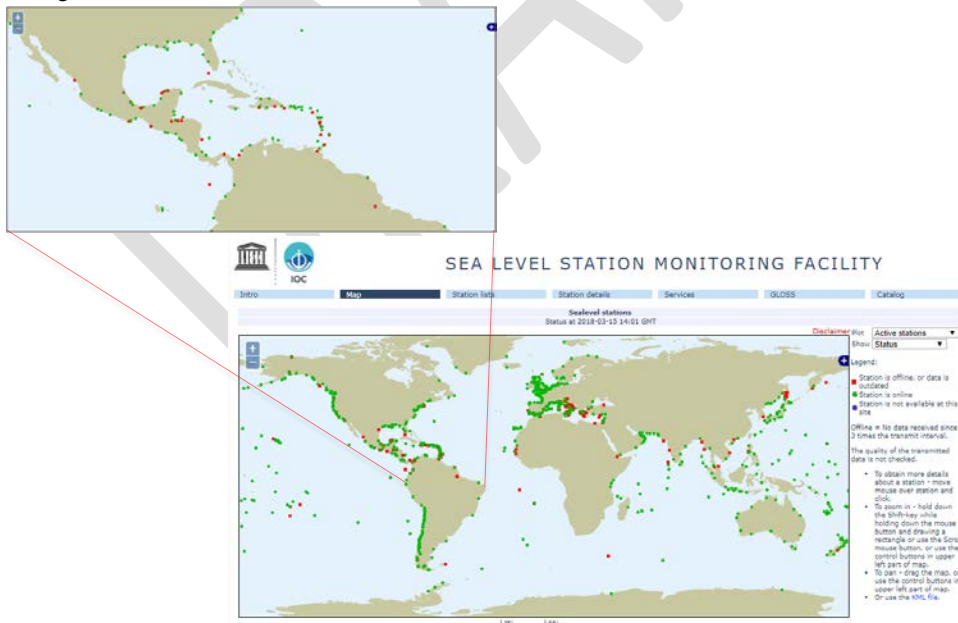 +
−
IOC
SEA LEVEL STATION MONITORING FACILITY
Intro
Map
Station lists
Station details
Services
GLOSS
Catalog
Sealevel stations
Status at 2018-03-15 14:01 GMT
Disclaimer
Plot Active stations
Show Status
Legend:
Station is offline, or data is
outdated
Station is online
Station is not available at this
site
Offline = No data received since
3 times the transmit interval.
The quality of the transmitted
data is not checked.
• To obtain more details
about a station - move
mouse over station and
click.
• To zoom in - hold down
the Shift-key while
holding down the mouse
button and drawing a
rectangle or use the Scro
mouse button, or use the
control buttons in upper
left part of map.
• To pan - drag the map, o
use the control buttons in
upper left part of map.
• Or use the KML file.